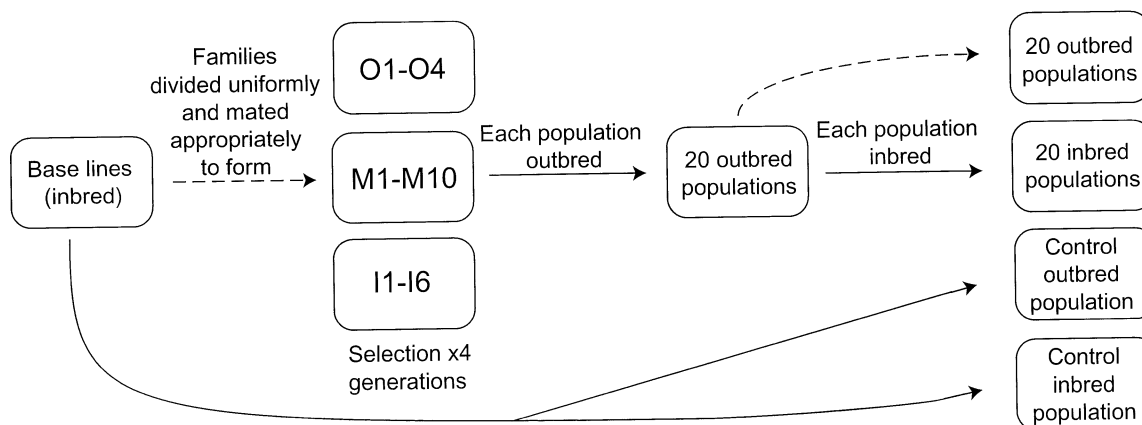 Base lines
(inbred)
Families
divided uniformly
and mated
appropriately
to form
O1-O4
M1-M10
I1-I6
Selection x4
generations
Each population
outbred
20 outbred
populations
Each population
inbred
20 outbred
populations
20 inbred
populations
Control
outbred
population
Control
inbred
population